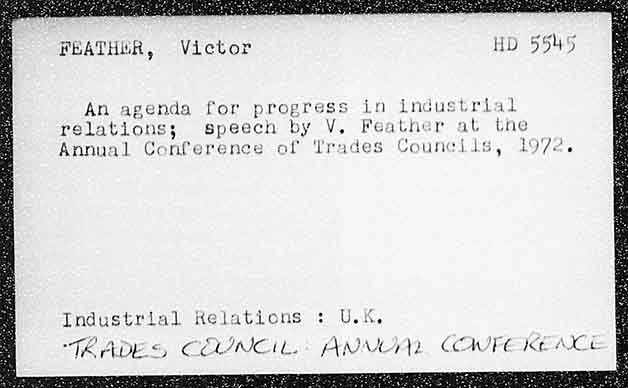 FEATHER, Victor HD 5545
An agenda for progress in industrial
relations; speech by V. Feather at the
Annual Conference of Trades Councils, 1972.
Industrial Relations : U.K.
TRADES COUNCIL : ANNUAL CONFERENCE